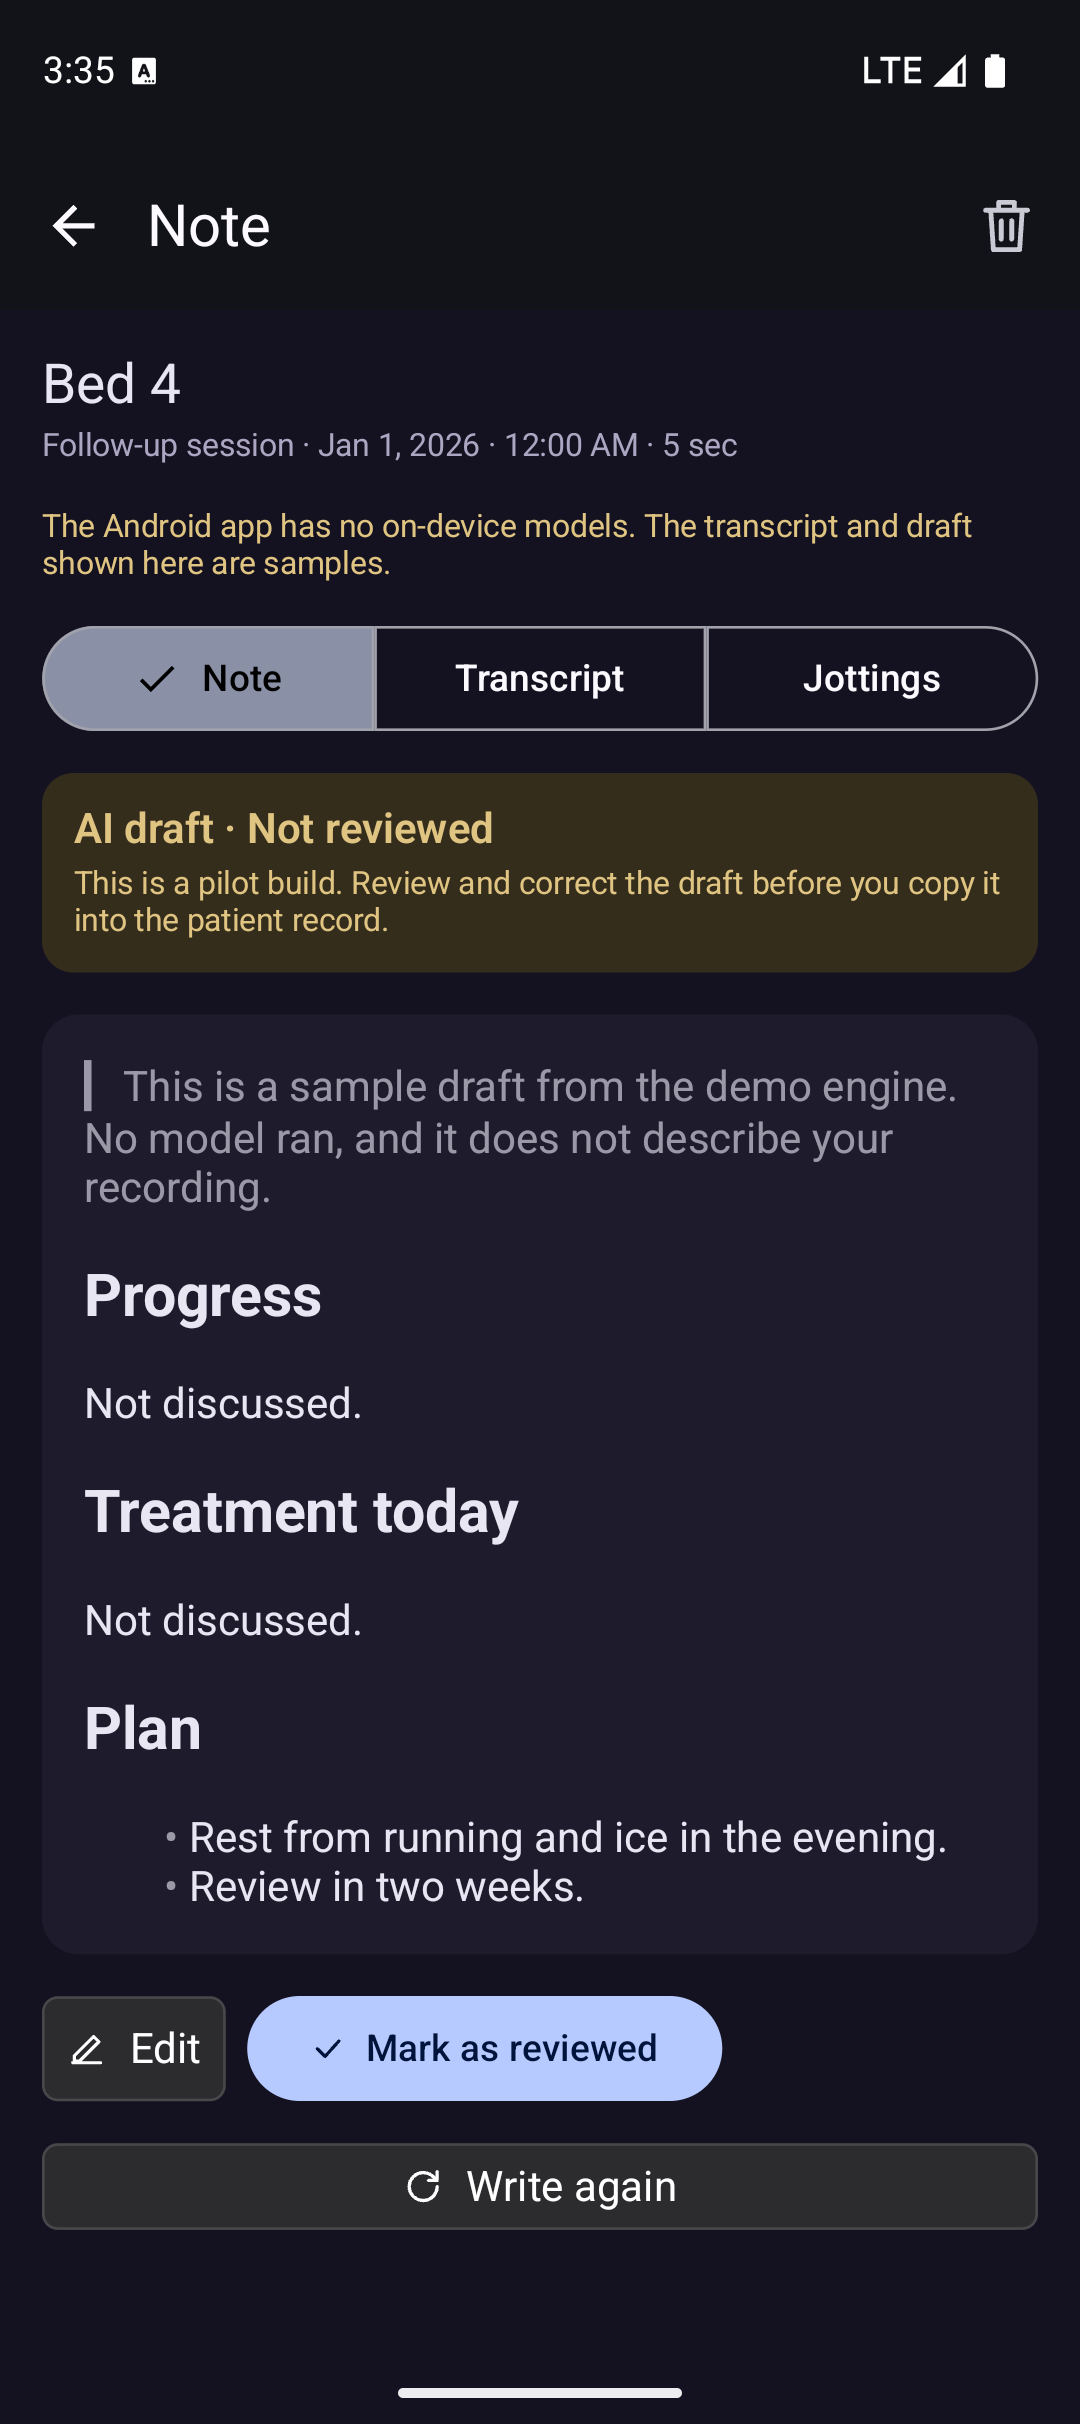 3:35
LTE
Note
Bed 4
Follow-up session · Jan 1, 2026 · 12:00 AM · 5 sec
The Android app has no on-device models. The transcript and draft
shown here are samples.
Note
Transcript
Jottings
AI draft · Not reviewed
This is a pilot build. Review and correct the draft before you copy it
into the patient record.
This is a sample draft from the demo engine.
No model ran, and it does not describe your
recording.
Progress
Not discussed.
Treatment today
Not discussed.
Plan
• Rest from running and ice in the evening.
• Review in two weeks.
Edit
Mark as reviewed
Write again